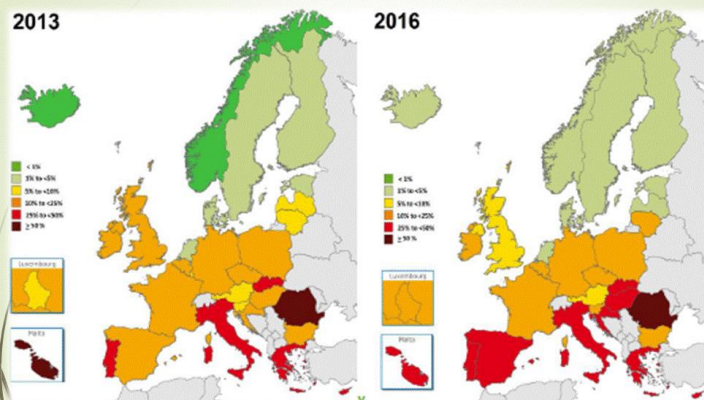 2013
< 1%
1% to <5%
5% to <10%
10% to <25%
25% to <50%
≥ 50 %
Luxembourg
Malta
2016
< 1%
1% to <5%
5% to <10%
10% to <25%
25% to <50%
≥ 50 %
Luxembourg
Malta